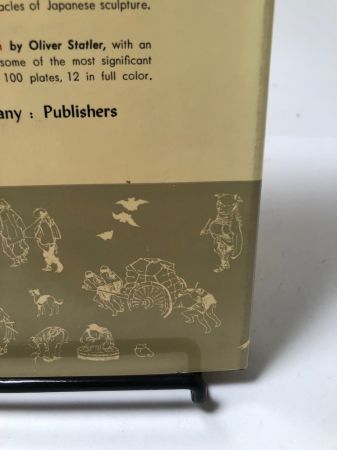 acles of Japanese sculpture.
by Oliver Statler, with an
some of the most significant
100 plates, 12 in full color.
any : Publishers